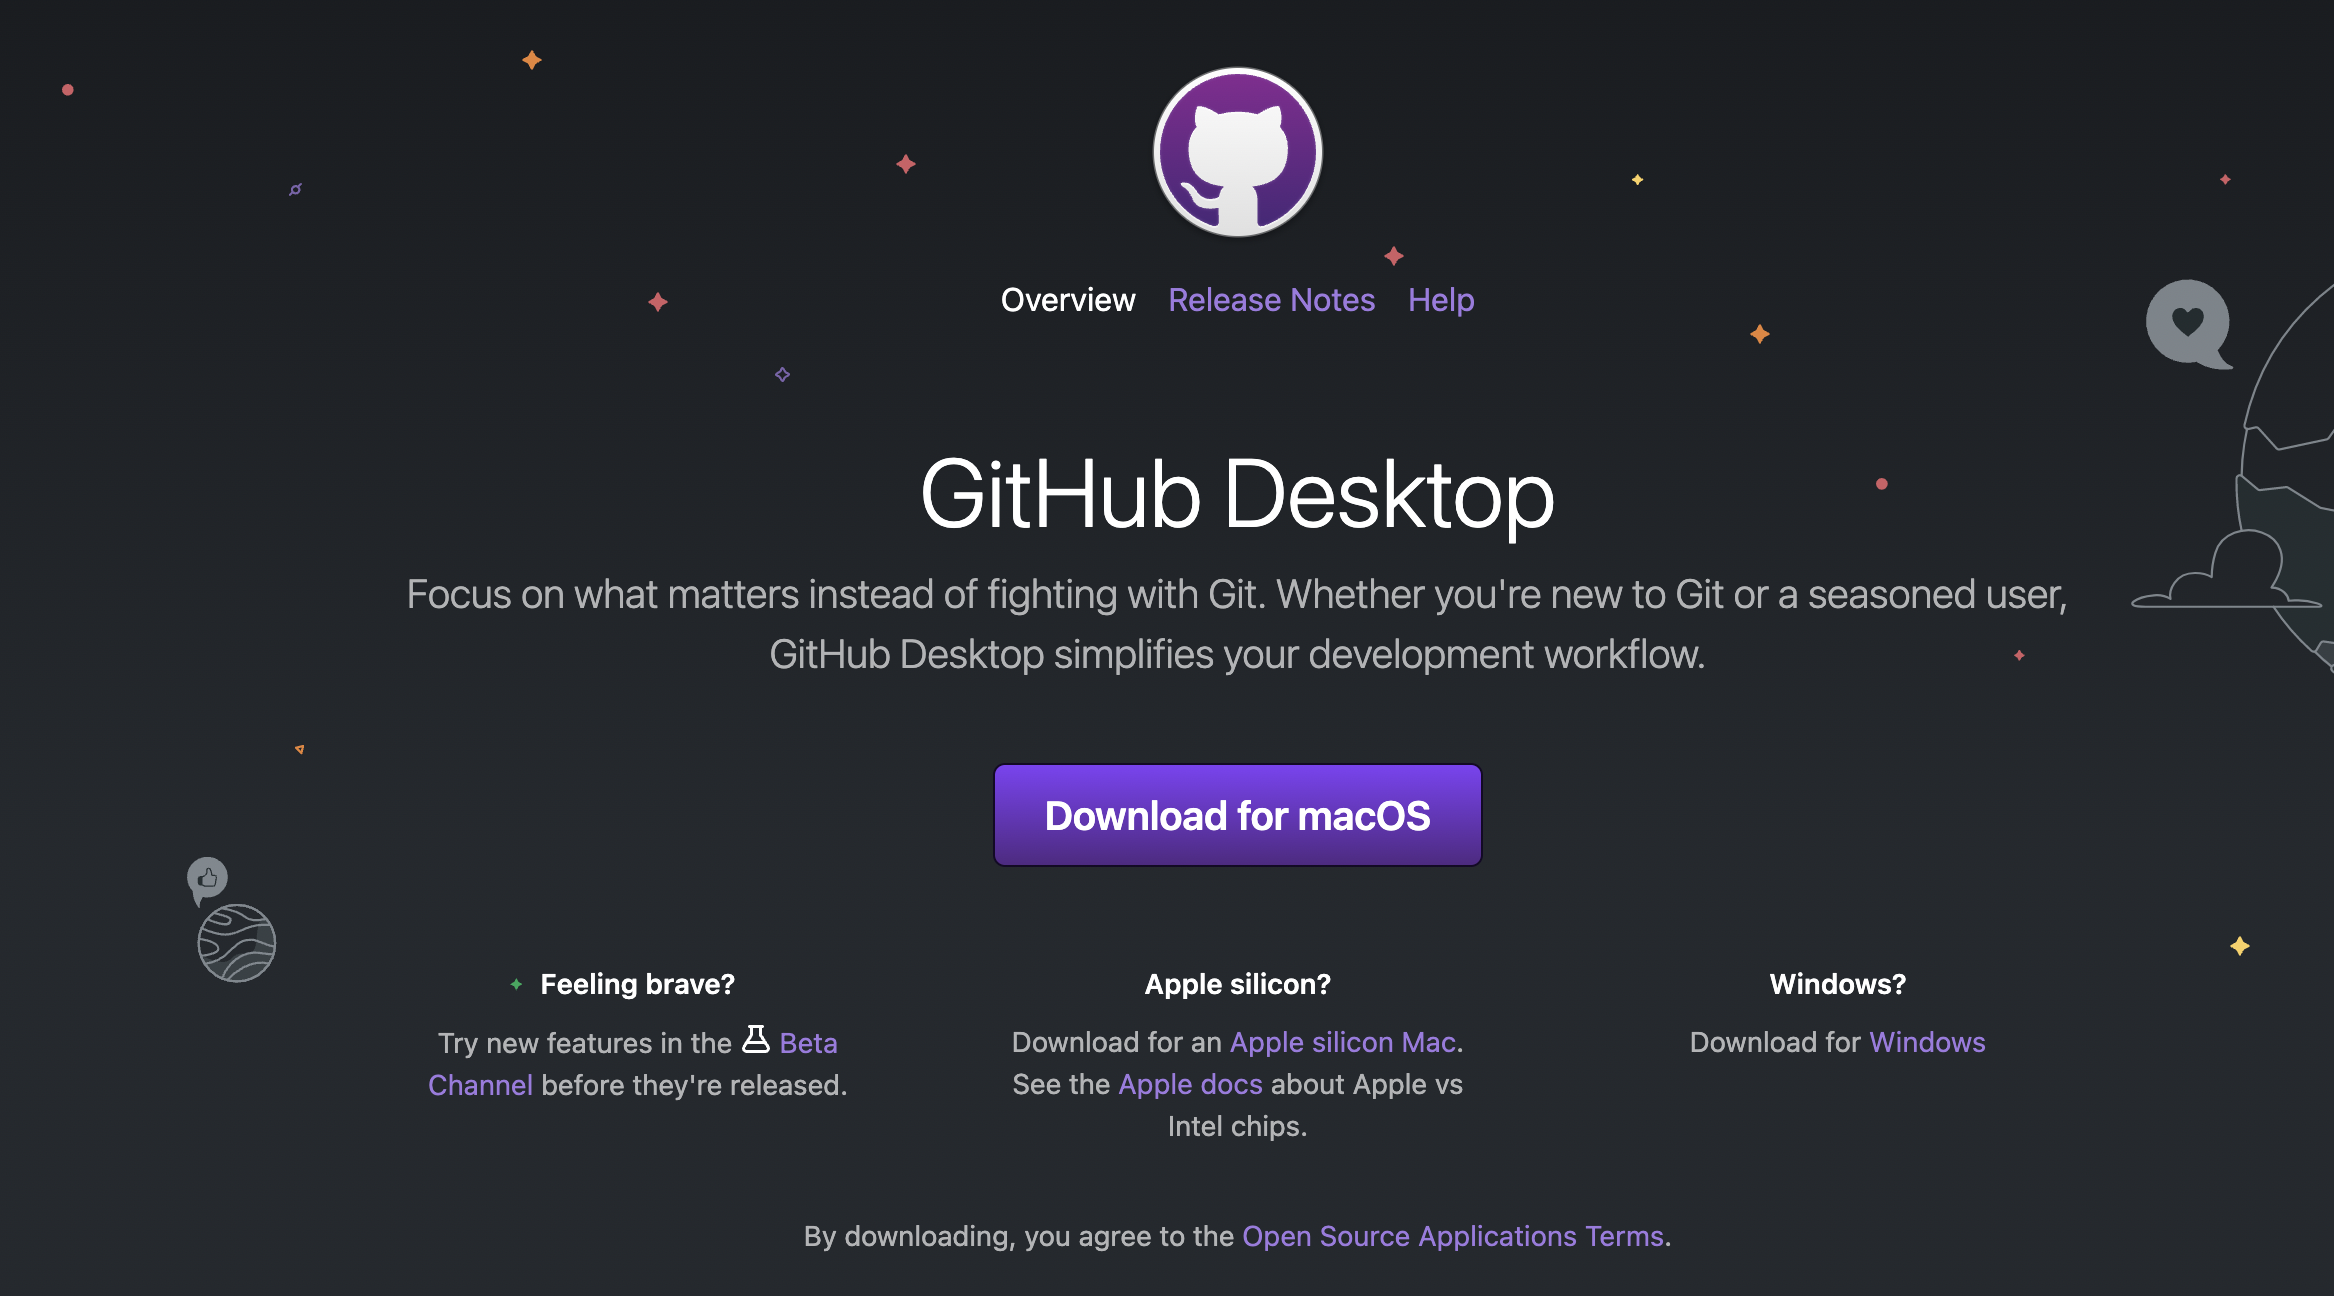 Overview Release Notes Help
GitHub Desktop
Focus on what matters instead of fighting with Git. Whether you're new to Git or a seasoned user,
GitHub Desktop simplifies your development workflow.
Download for macOS
Feeling brave?
Try new features in the Beta
Channel before they're released.
Apple silicon?
Download for an Apple silicon Mac.
See the Apple docs about Apple vs
Intel chips.
Windows?
Download for Windows
By downloading, you agree to the Open Source Applications Terms.